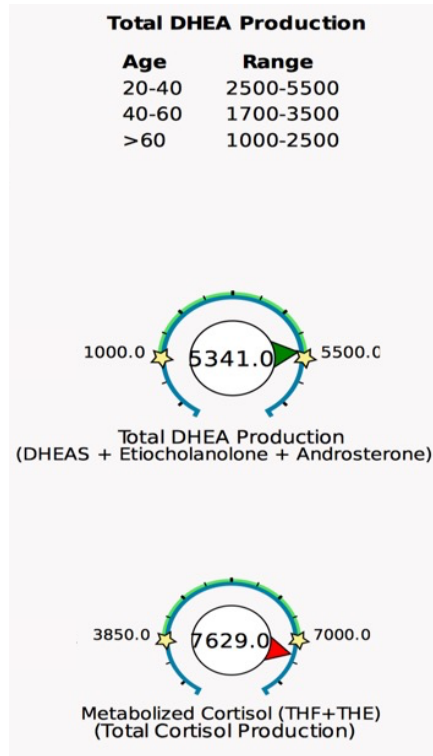 Total DHEA Production
Age Range
20-40 2500-5500
40-60 1700-3500
>60 1000-2500
1000.0 5341.0 5500.0
Total DHEA Production
(DHEAS + Etiocholanolone + Androsterone)
3850.0 7629.0 7000.0
Metabolized Cortisol (THF+THE)
(Total Cortisol Production)